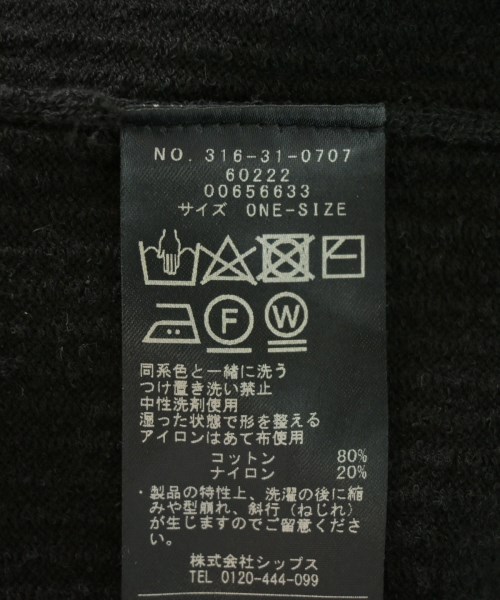 NO. 316-31-0707
60222
00656633
サイズ ONE-SIZE
F W
同系色と一緒に洗う
つけ置き洗い禁止
中性洗剤使用
湿った状態で形を整える
アイロンはあて布使用
コットン 80%
ナイロン 20%
・製品の特性上、洗濯の後に縮
みや型崩れ、斜行(ねじれ)
が生じますのでご留意くださ
い。
株式会社シップス
TEL 0120-444-099